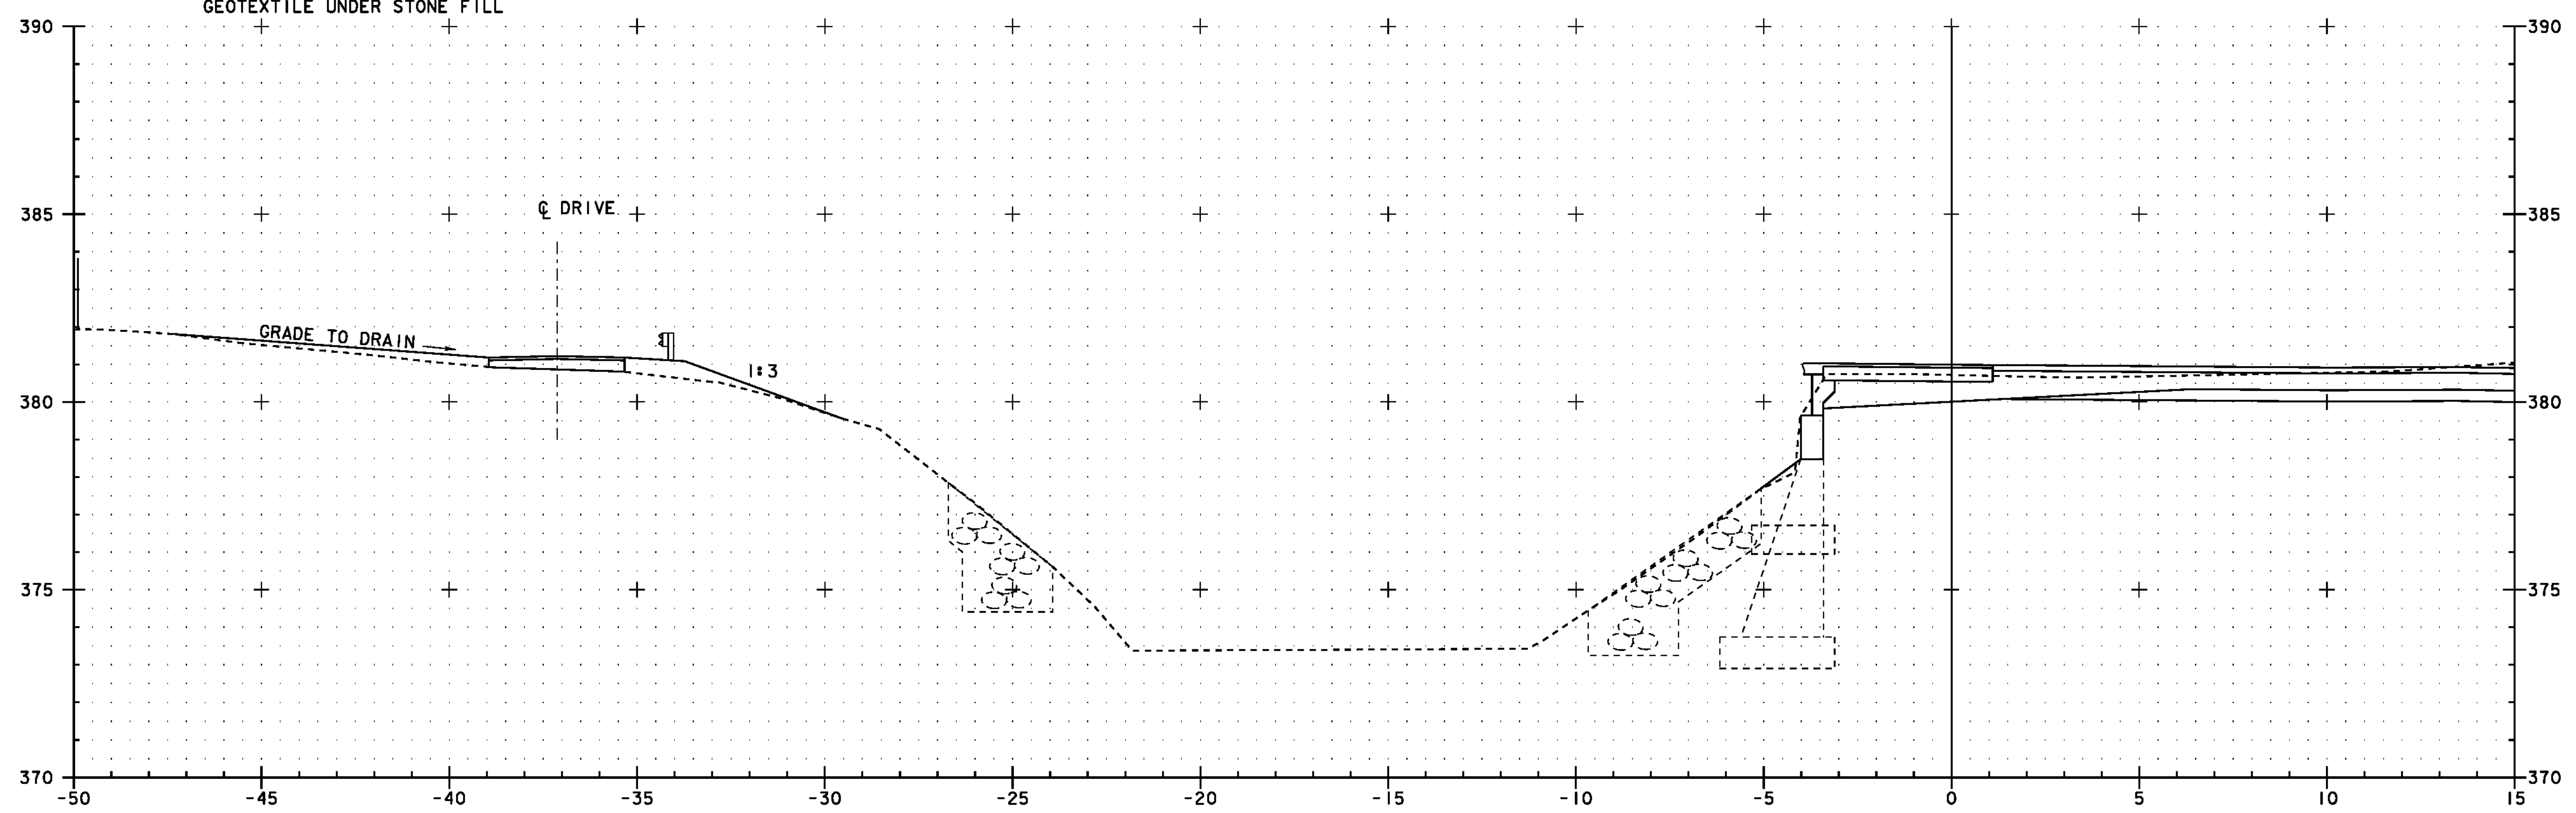 GEOTEXTILE UNDER STONE FILL
390 390
385 385
℄ DRIVE
GRADE TO DRAIN
1:3
380 380
375 375
370 370
-50 -45 -40 -35 -30 -25 -20 -15 -10 -5 0 5 10 15